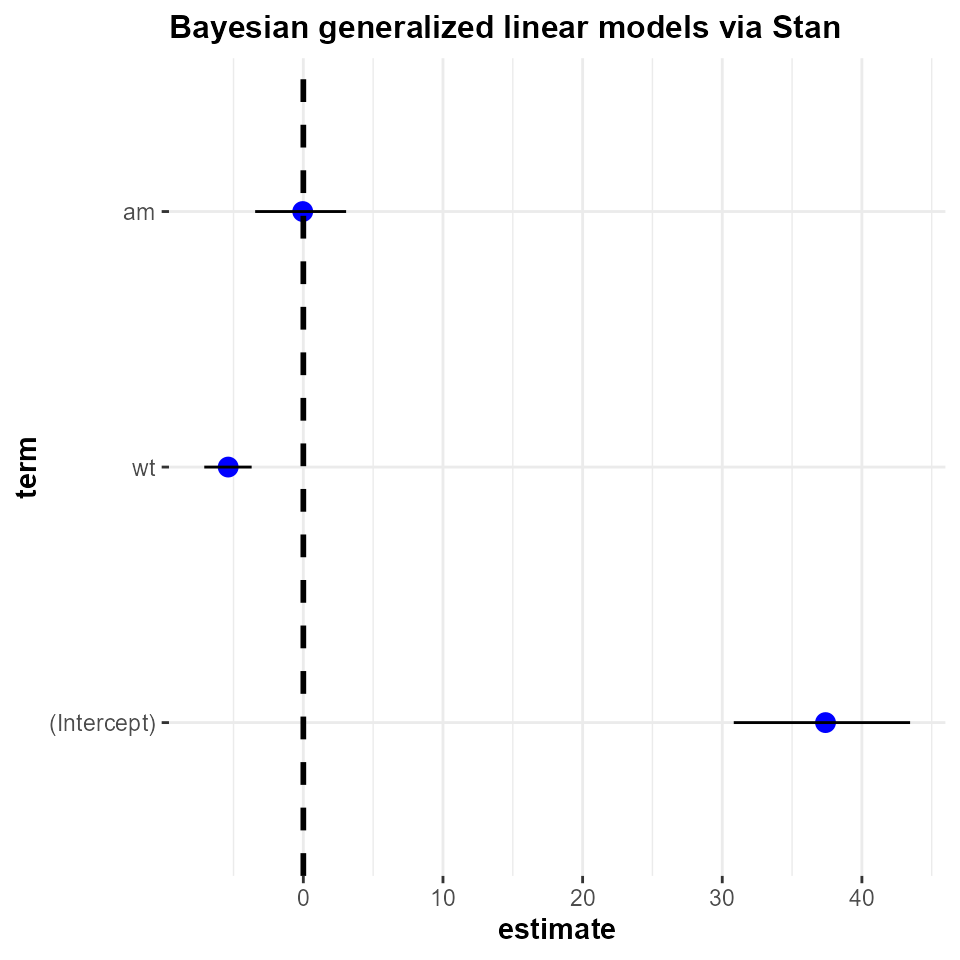 Bayesian generalized linear models via Stan
term
am
wt
(Intercept)
0 10 20 30 40
estimate